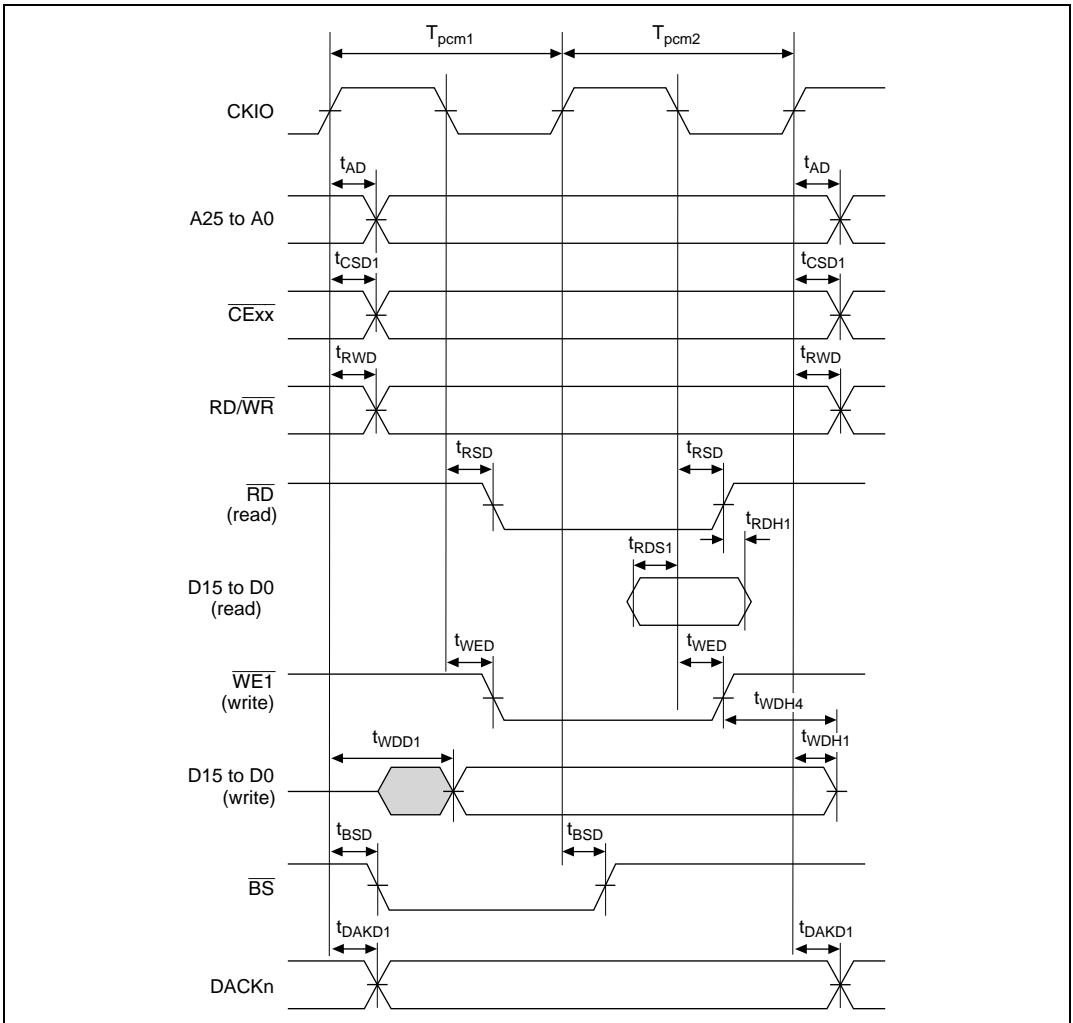 Tpcm1 Tpcm2
CKIO
tAD tAD
A25 to A0
tCSD1 tCSD1
CExx
tRWD tRWD
RD/WR
tRSD tRSD
RD
(read)
tRDH1
tRDS1
D15 to D0
(read)
tWED tWED
WE1
(write)
tWDH4
tWDD1 tWDH1
D15 to D0
(write)
tBSD tBSD
BS
tDAKD1 tDAKD1
DACKn